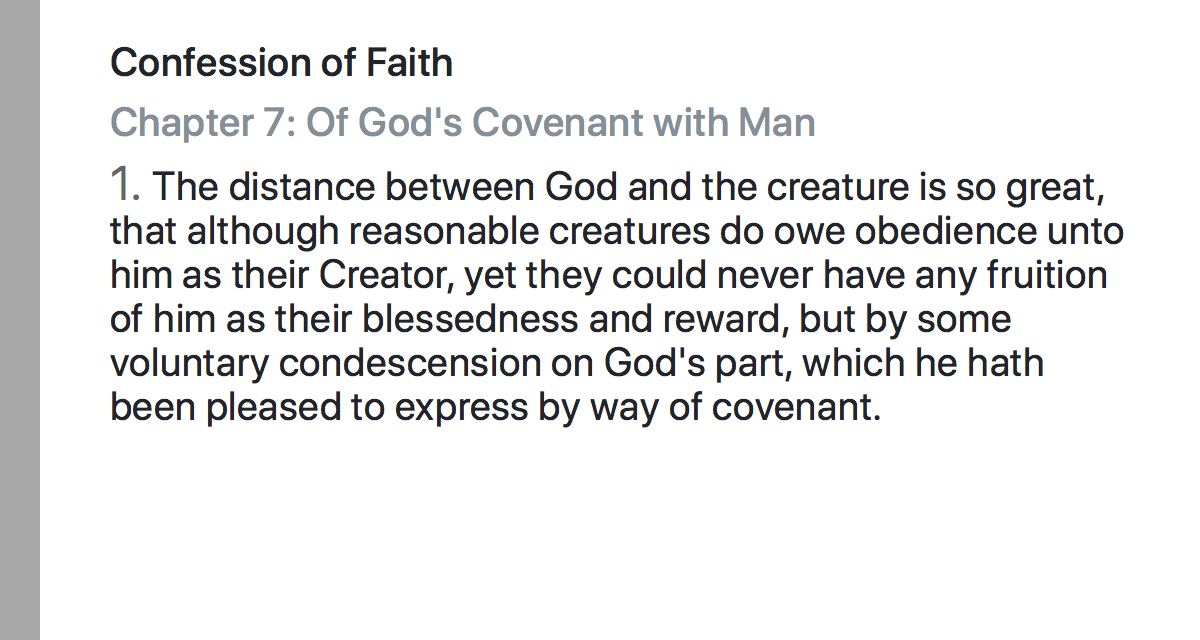 Confession of Faith
Chapter 7: Of God's Covenant with Man
1. The distance between God and the creature is so great,
that although reasonable creatures do owe obedience unto
him as their Creator, yet they could never have any fruition
of him as their blessedness and reward, but by some
voluntary condescension on God's part, which he hath
been pleased to express by way of covenant.